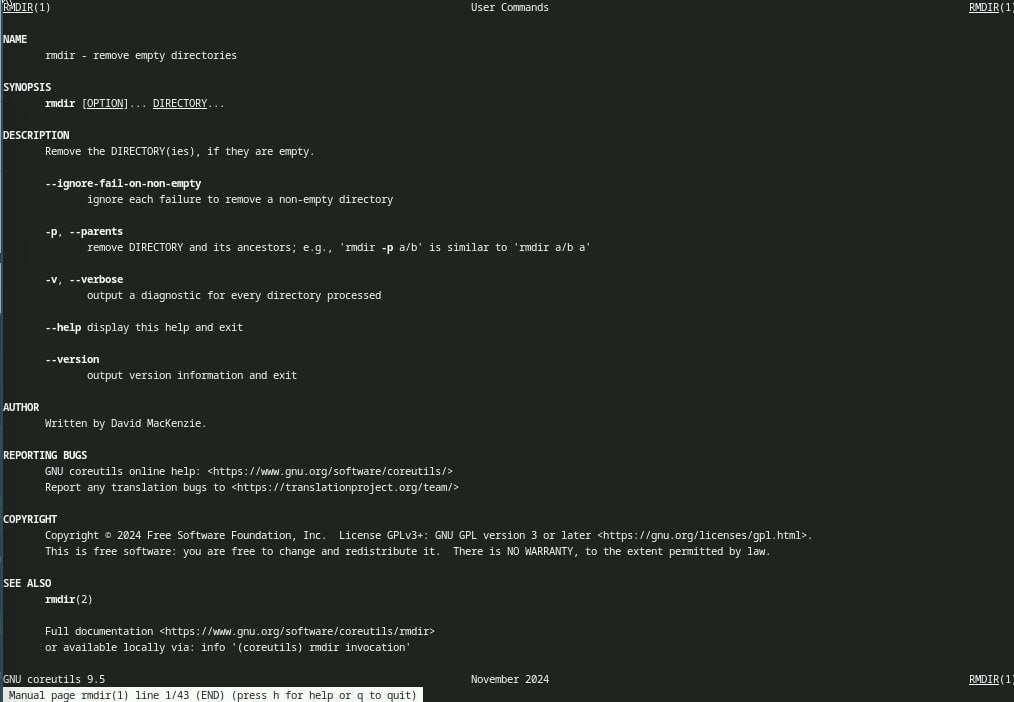 RMDIR(1) User Commands RMDIR(1)
NAME
rmdir - remove empty directories
SYNOPSIS
rmdir [OPTION]... DIRECTORY...
DESCRIPTION
Remove the DIRECTORY(ies), if they are empty.
--ignore-fail-on-non-empty
ignore each failure to remove a non-empty directory
-p, --parents
remove DIRECTORY and its ancestors; e.g., 'rmdir -p a/b' is similar to 'rmdir a/b a'
-v, --verbose
output a diagnostic for every directory processed
--help display this help and exit
--version
output version information and exit
AUTHOR
Written by David MacKenzie.
REPORTING BUGS
GNU coreutils online help: <https://www.gnu.org/software/coreutils/>
Report any translation bugs to <https://translationproject.org/team/>
COPYRIGHT
Copyright © 2024 Free Software Foundation, Inc.  License GPLv3+: GNU GPL version 3 or later <https://gnu.org/licenses/gpl.html>.
This is free software: you are free to change and redistribute it.  There is NO WARRANTY, to the extent permitted by law.
SEE ALSO
rmdir(2)
Full documentation <https://www.gnu.org/software/coreutils/rmdir>
or available locally via: info '(coreutils) rmdir invocation'
GNU coreutils 9.5 November 2024 RMDIR(1)
Manual page rmdir(1) line 1/43 (END) (press h for help or q to quit)